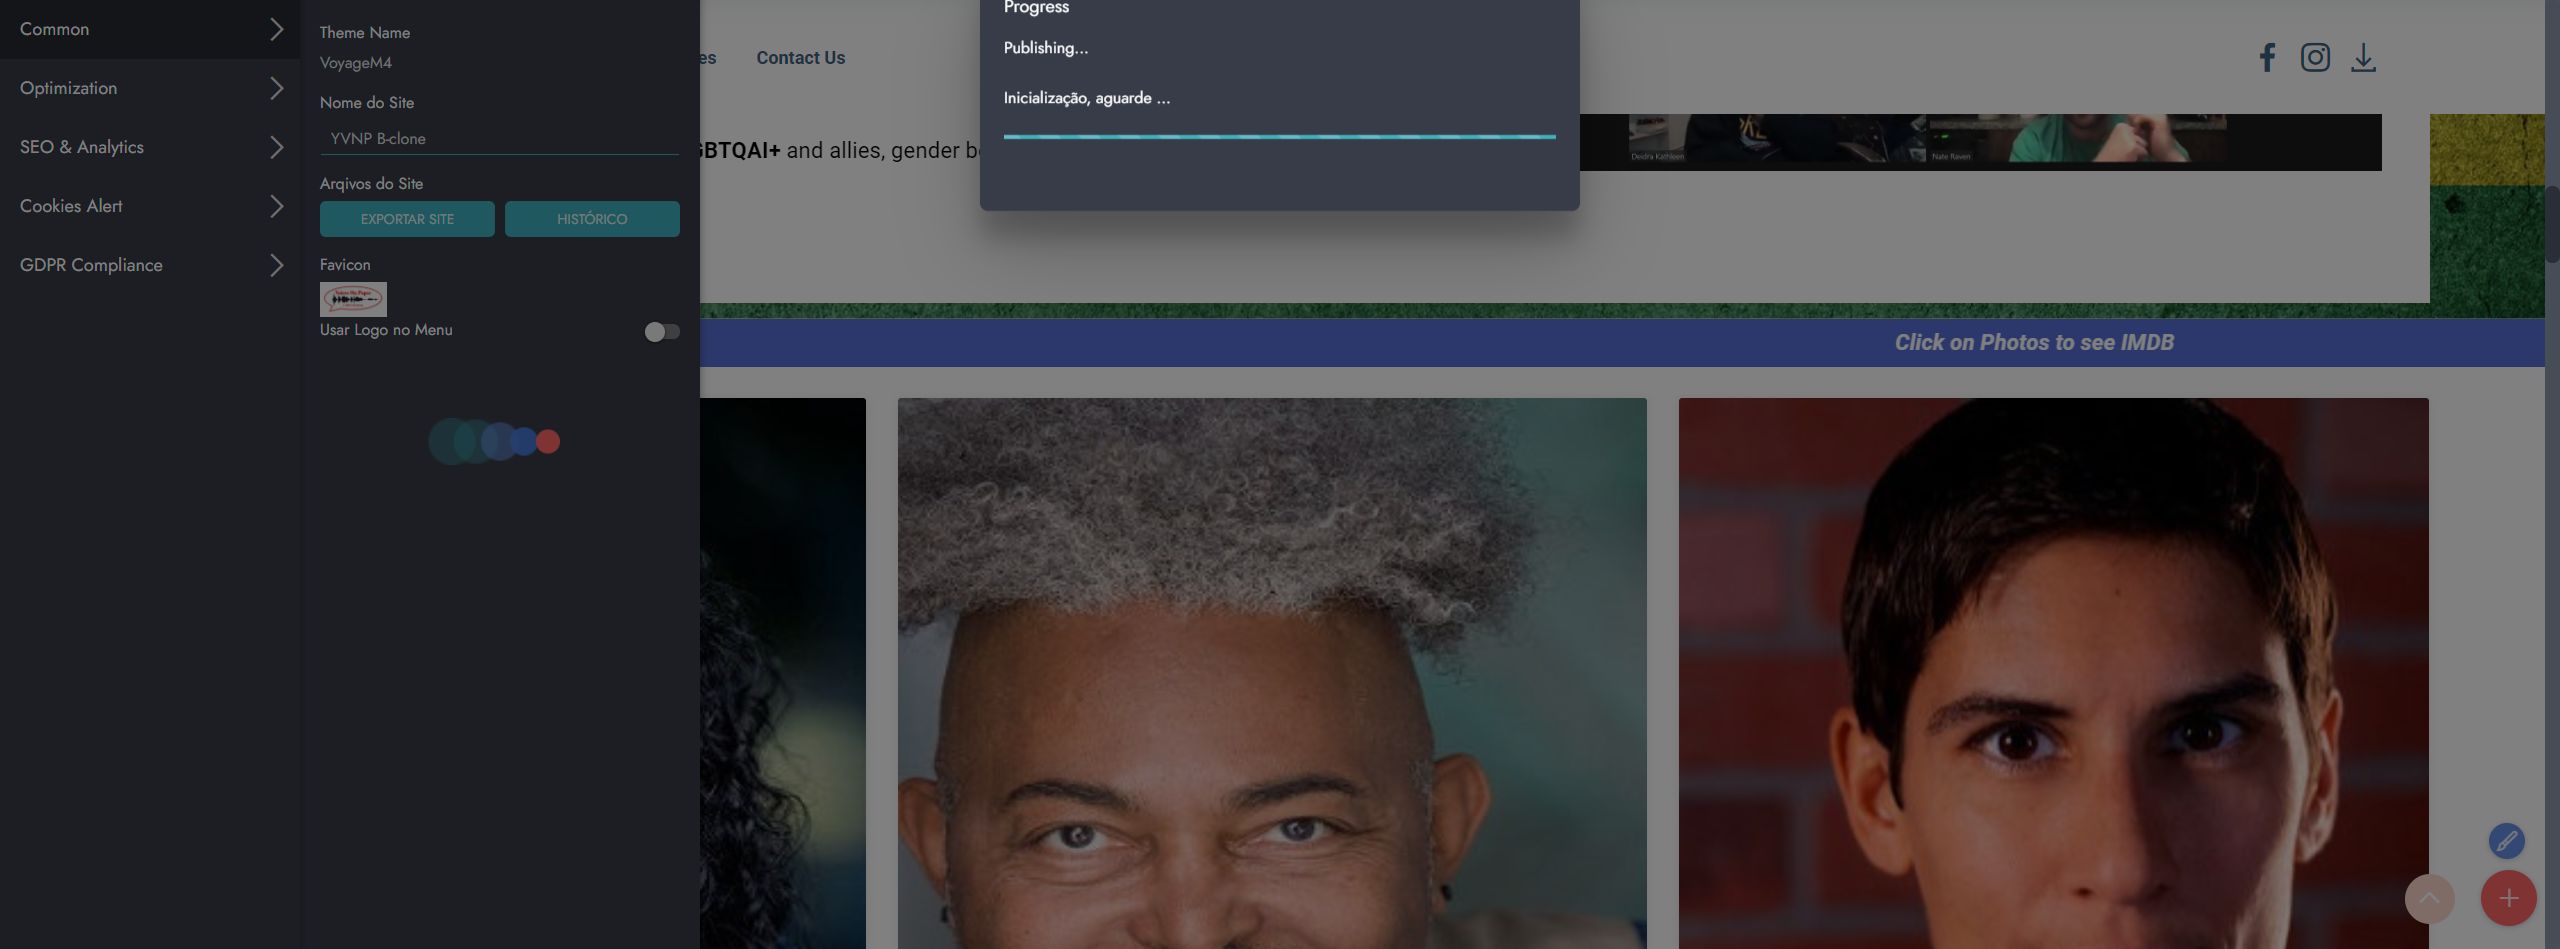 Common
Optimization
SEO & Analytics
Cookies Alert
GDPR Compliance
Theme Name
VoyageM4
Nome do Site
YVNP B-clone
Arqivos do Site
EXPORTAR SITE
HISTÓRICO
Favicon
Usar Logo no Menu
Progress
Publishing...
Inicialização, aguarde ...
es
Contact Us
GBTQAI+ and allies, gender b
Deidra Kathleen
Nate Raven
Click on Photos to see IMDB